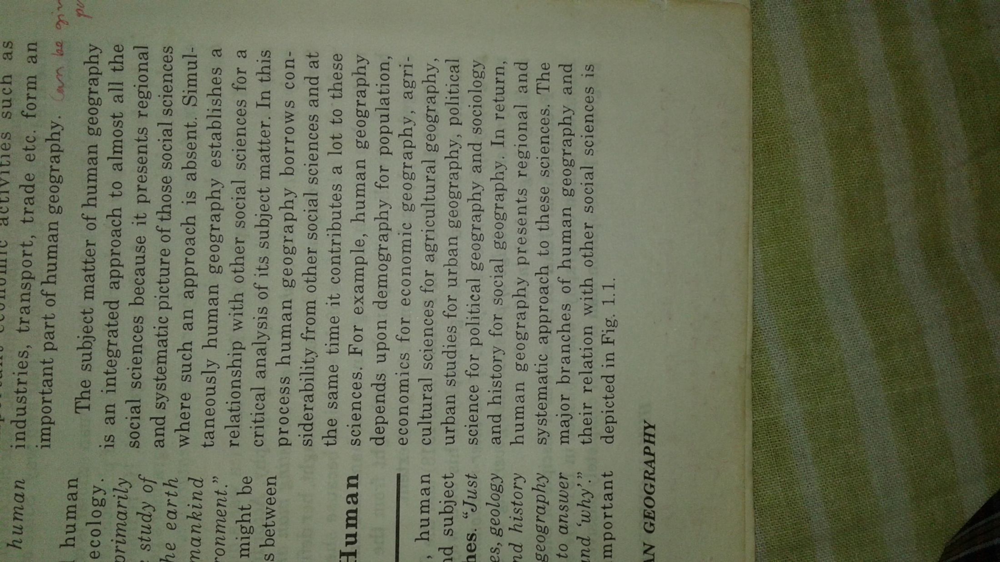 human
human
ecology.
primarily
study of
he earth
mankind
ronment.”
might be
s between
Human
, human
nd subject
hes. “Just
es, geology
nd history
geography
to answer
and ‘why’.”
mportant
activities such as
industries, transport, trade etc. form an
important part of human geography.
can be
The subject matter of human geography
is an integrated approach to almost all the
social sciences because it presents regional
and systematic picture of those social sciences
where such an approach is absent. Simul-
taneously human geography establishes a
relationship with other social sciences for a
critical analysis of its subject matter. In this
process human geography borrows con-
siderability from other social sciences and at
the same time it contributes a lot to these
sciences. For example, human geography
depends upon demography for population,
economics for economic geography, agri-
cultural sciences for agricultural geography,
urban studies for urban geography, political
science for political geography and sociology
and history for social geography. In return,
human geography presents regional and
systematic approach to these sciences. The
major branches of human geography and
their relation with other social sciences is
depicted in Fig. 1.1.
AN GEOGRAPHY